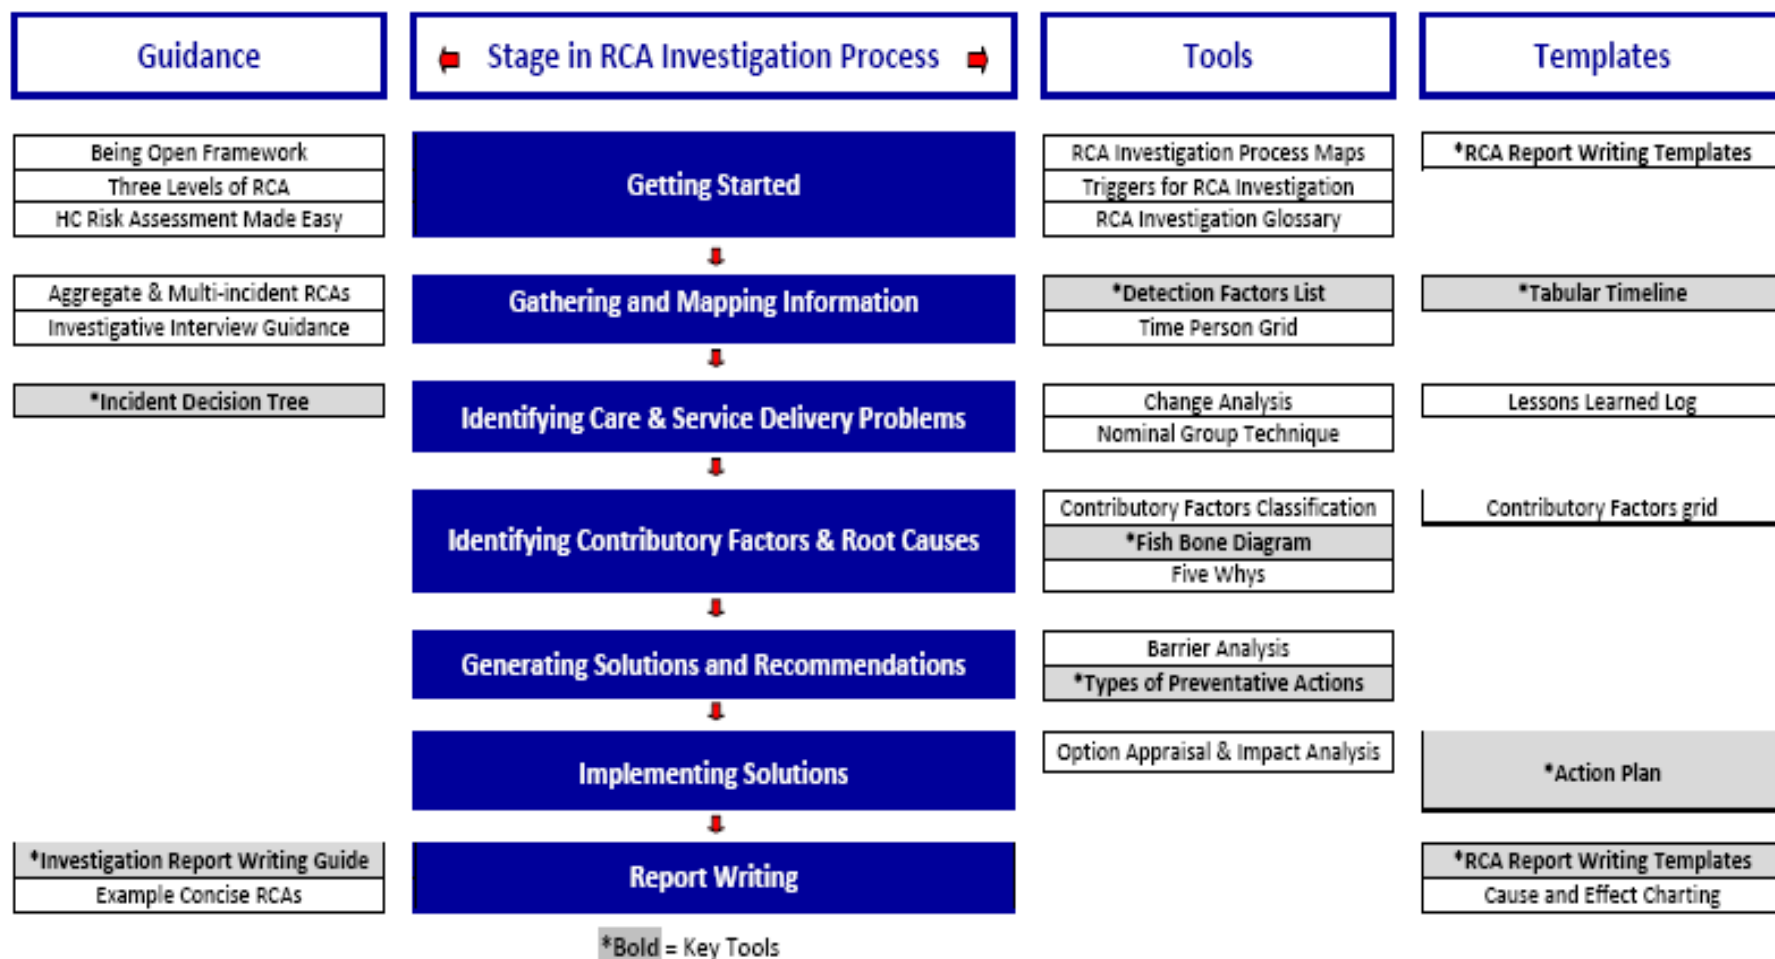 Guidance
Stage in RCA Investigation Process
Tools
Templates
Being Open Framework
Three Levels of RCA
HC Risk Assessment Made Easy
Getting Started
RCA Investigation Process Maps
Triggers for RCA Investigation
RCA Investigation Glossary
*RCA Report Writing Templates
Aggregate & Multi-incident RCAs
Investigative Interview Guidance
Gathering and Mapping Information
*Detection Factors List
Time Person Grid
*Tabular Timeline
*Incident Decision Tree
Identifying Care & Service Delivery Problems
Change Analysis
Nominal Group Technique
Lessons Learned Log
Identifying Contributory Factors & Root Causes
Contributory Factors Classification
*Fish Bone Diagram
Five Whys
Contributory Factors grid
Generating Solutions and Recommendations
Barrier Analysis
*Types of Preventative Actions
Implementing Solutions
Option Appraisal & Impact Analysis
*Action Plan
*Investigation Report Writing Guide
Example Concise RCAs
Report Writing
*RCA Report Writing Templates
Cause and Effect Charting
*Bold = Key Tools